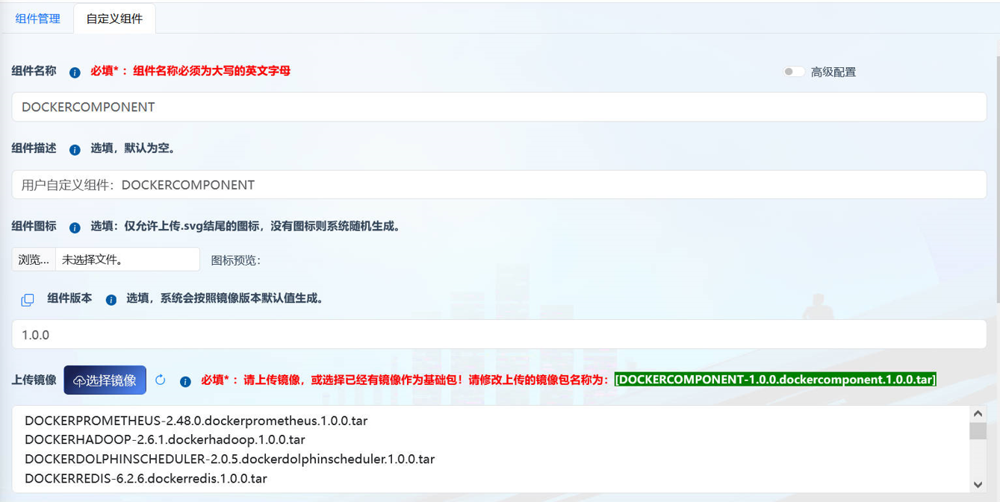 组件管理 自定义组件
组件名称 i 必填* ：组件名称必须为大写的英文字母 高级配置
DOCKERCOMPONENT
组件描述 i 选填，默认为空。
用户自定义组件：DOCKERCOMPONENT
组件图标 i 选填：仅允许上传.svg结尾的图标，没有图标则系统随机生成。
浏览... 未选择文件。 图标预览：
组件版本 i 选填，系统会按照镜像版本默认值生成。
1.0.0
上传镜像 选择镜像 i 必填* ：请上传镜像，或选择已经有镜像作为基础包！请修改上传的镜像包名称为：[DOCKERCOMPONENT-1.0.0.dockercomponent.1.0.0.tar]
DOCKERPROMETHEUS-2.48.0.dockerprometheus.1.0.0.tar
DOCKERHADOOP-2.6.1.dockerhadoop.1.0.0.tar
DOCKERDOLPHINSCHEDULER-2.0.5.dockerdolphinscheduler.1.0.0.tar
DOCKERREDIS-6.2.6.dockerredis.1.0.0.tar